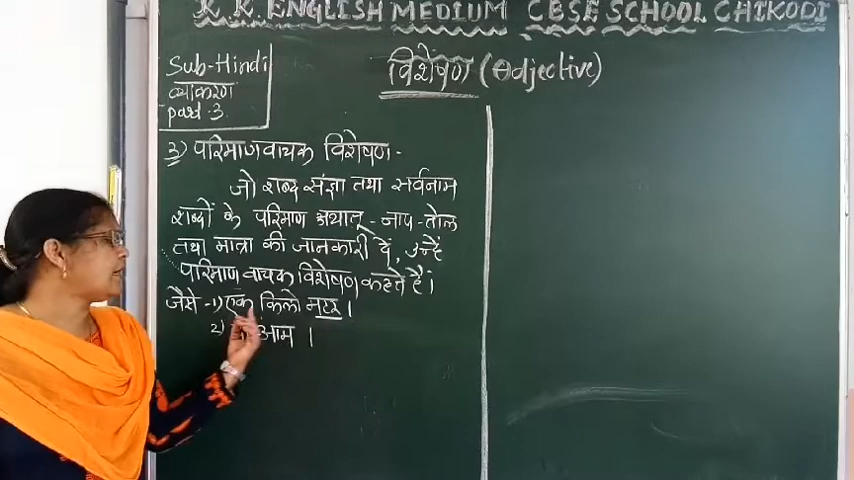 K.K. ENGLISH MEDIUM CBSE SCHOOL CHIKODI
Sub-Hindi
व्याकरण
part-3
विशेषण (Adjective)
3) परिमाणवाचक विशेषण-
जो शब्द संज्ञा तथा सर्वनाम
शब्दों के परिमाण अर्थात् - नाप-तोल
तथा मात्रा की जानकारी दें, उन्हें
परिमाण वाचक विशेषण कहते हैं।
जैसे -1) एक किलो मटर।
2) आम।